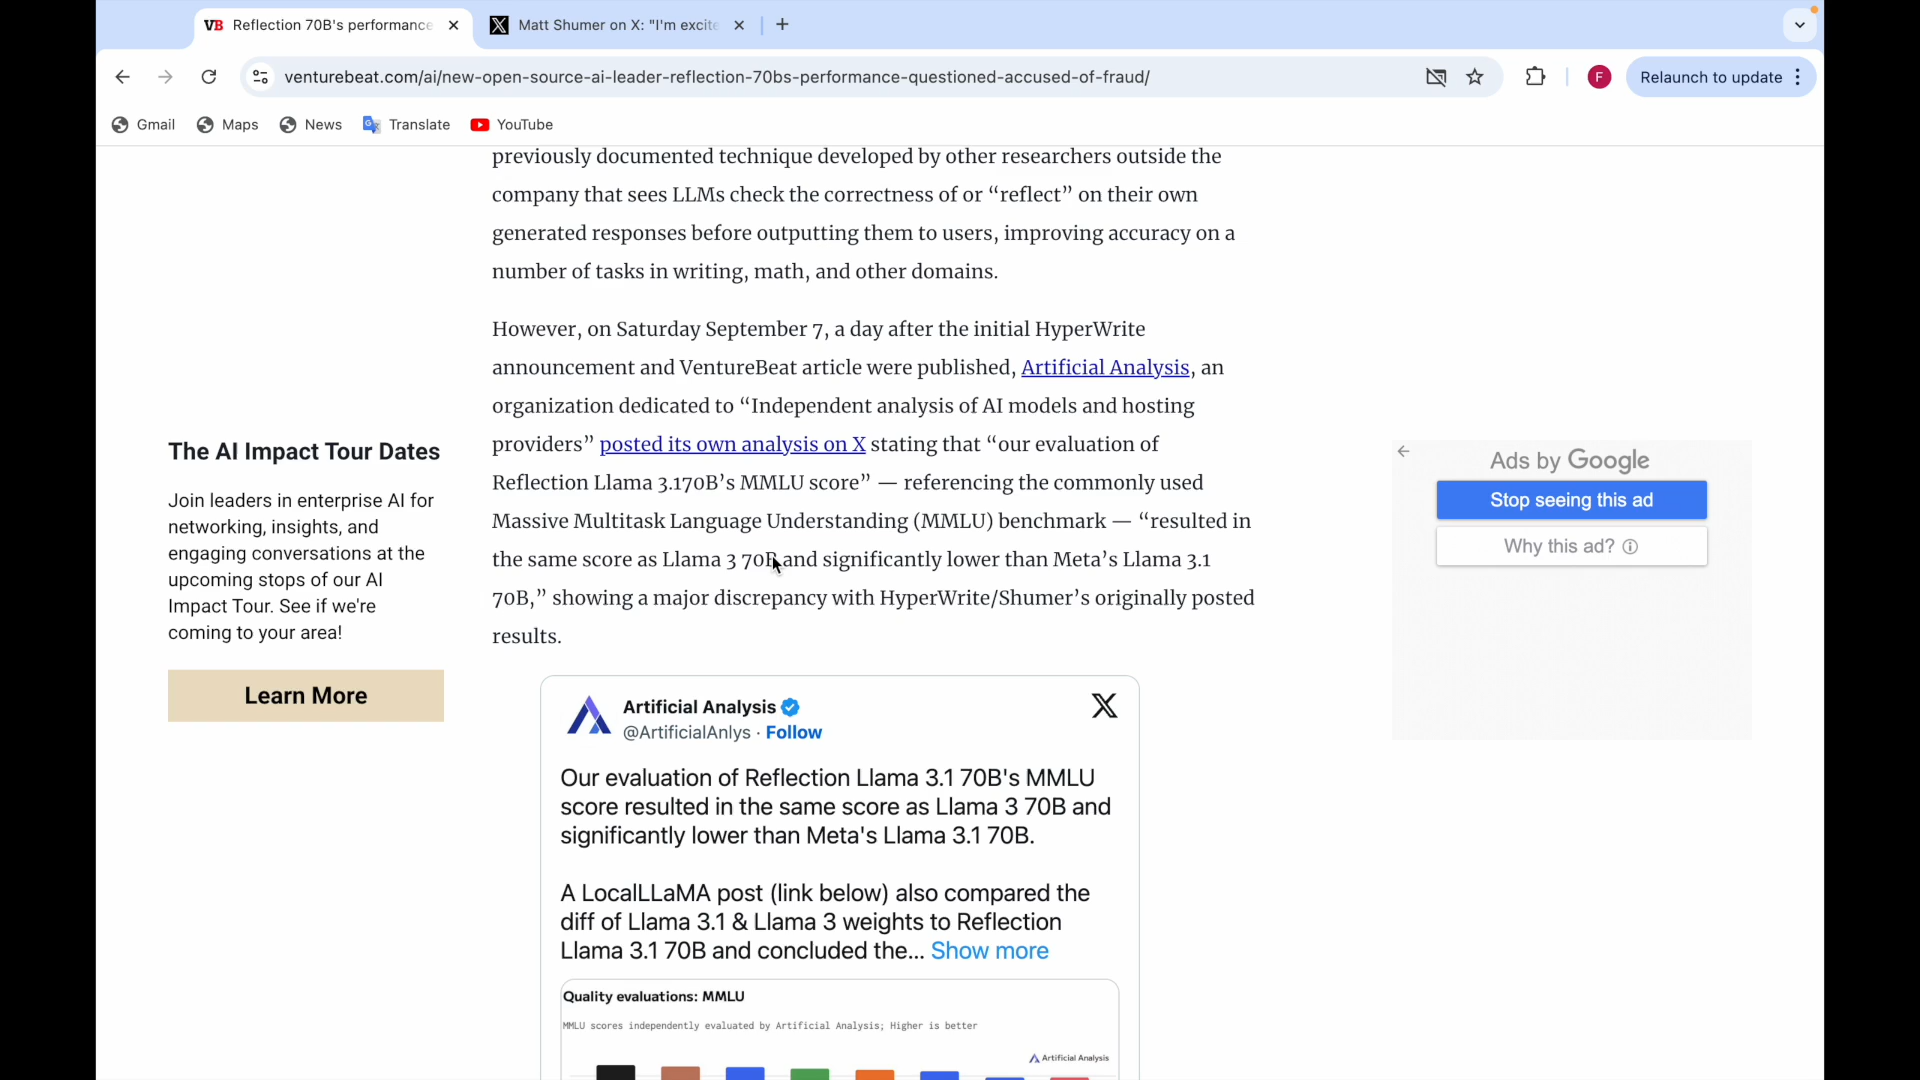 VB Reflection 70B's performance
Matt Shumer on X: "I'm excite
venturebeat.com/ai/new-open-source-ai-leader-reflection-70bs-performance-questioned-accused-of-fraud/
F
Relaunch to update
Gmail
Maps
News
Translate
YouTube
previously documented technique developed by other researchers outside the
company that sees LLMs check the correctness of or “reflect” on their own
generated responses before outputting them to users, improving accuracy on a
number of tasks in writing, math, and other domains.
However, on Saturday September 7, a day after the initial HyperWrite
announcement and VentureBeat article were published, Artificial Analysis, an
organization dedicated to “Independent analysis of AI models and hosting
providers” posted its own analysis on X stating that “our evaluation of
Reflection Llama 3.170B’s MMLU score” — referencing the commonly used
Massive Multitask Language Understanding (MMLU) benchmark — “resulted in
the same score as Llama 3 70B and significantly lower than Meta’s Llama 3.1
70B,” showing a major discrepancy with HyperWrite/Shumer’s originally posted
results.
The AI Impact Tour Dates
Join leaders in enterprise AI for
networking, insights, and
engaging conversations at the
upcoming stops of our AI
Impact Tour. See if we're
coming to your area!
Learn More
Ads by Google
Stop seeing this ad
Why this ad?
Artificial Analysis
@ArtificialAnlys · Follow
Our evaluation of Reflection Llama 3.1 70B's MMLU
score resulted in the same score as Llama 3 70B and
significantly lower than Meta's Llama 3.1 70B.
A LocalLLaMA post (link below) also compared the
diff of Llama 3.1 & Llama 3 weights to Reflection
Llama 3.1 70B and concluded the... Show more
Quality evaluations: MMLU
MMLU scores independently evaluated by Artificial Analysis; Higher is better
Artificial Analysis